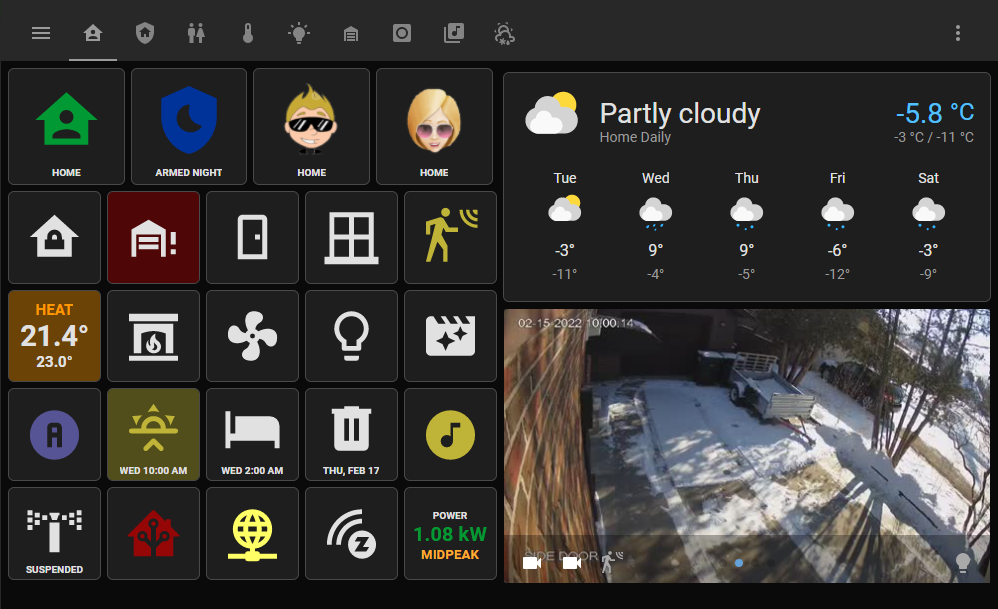 HOME
ARMED NIGHT
HOME
HOME
Partly cloudy
Home Daily
-5.8 °C
-3 °C / -11 °C
Tue
Wed
Thu
Fri
Sat
-3°
9°
9°
-6°
-3°
-11°
-4°
-5°
-12°
-9°
HEAT
21.4°
23.0°
02-15-2022 10:00:14
A
WED 10:00 AM
WED 2:00 AM
THU, FEB 17
SUSPENDED
Z
POWER
1.08 kW
MIDPEAK
SIDE DOOR